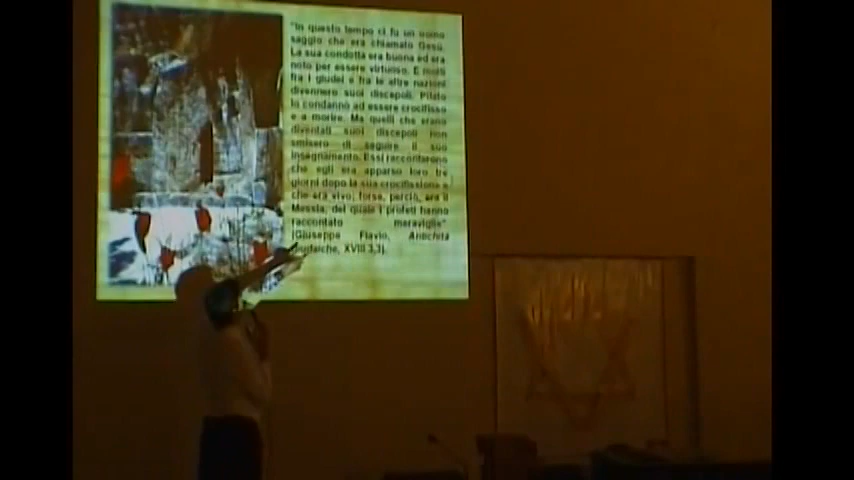 "In questo tempo ci fu un uomo
saggio che era chiamato Gesù.
La sua condotta era buona ed era
noto per essere virtuoso. E molti
fra i giudei e fra le altre nazioni
divennero suoi discepoli. Pilato
lo condannò ad essere crocifisso
e a morire. Ma quelli che erano
diventati suoi discepoli non
smisero di seguire il suo
insegnamento. Essi raccontarono
che egli era apparso loro tre
giorni dopo la sua crocifissione e
che era vivo; forse, perciò, era il
Messia, del quale i profeti hanno
raccontato meraviglie"
[Giuseppe Flavio, Antichità
Giudaiche, XVIII 3,3].